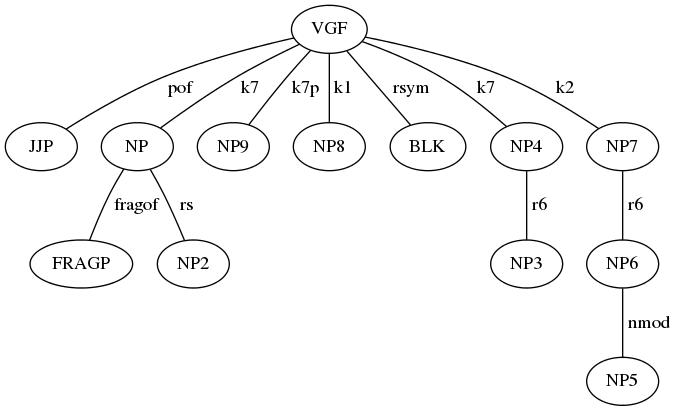 VGF
pof k7 k7p k1 rsym k7 k2
JJP NP NP9 NP8 BLK NP4 NP7
fragof rs r6 r6
FRAGP NP2 NP3 NP6
nmod
NP5